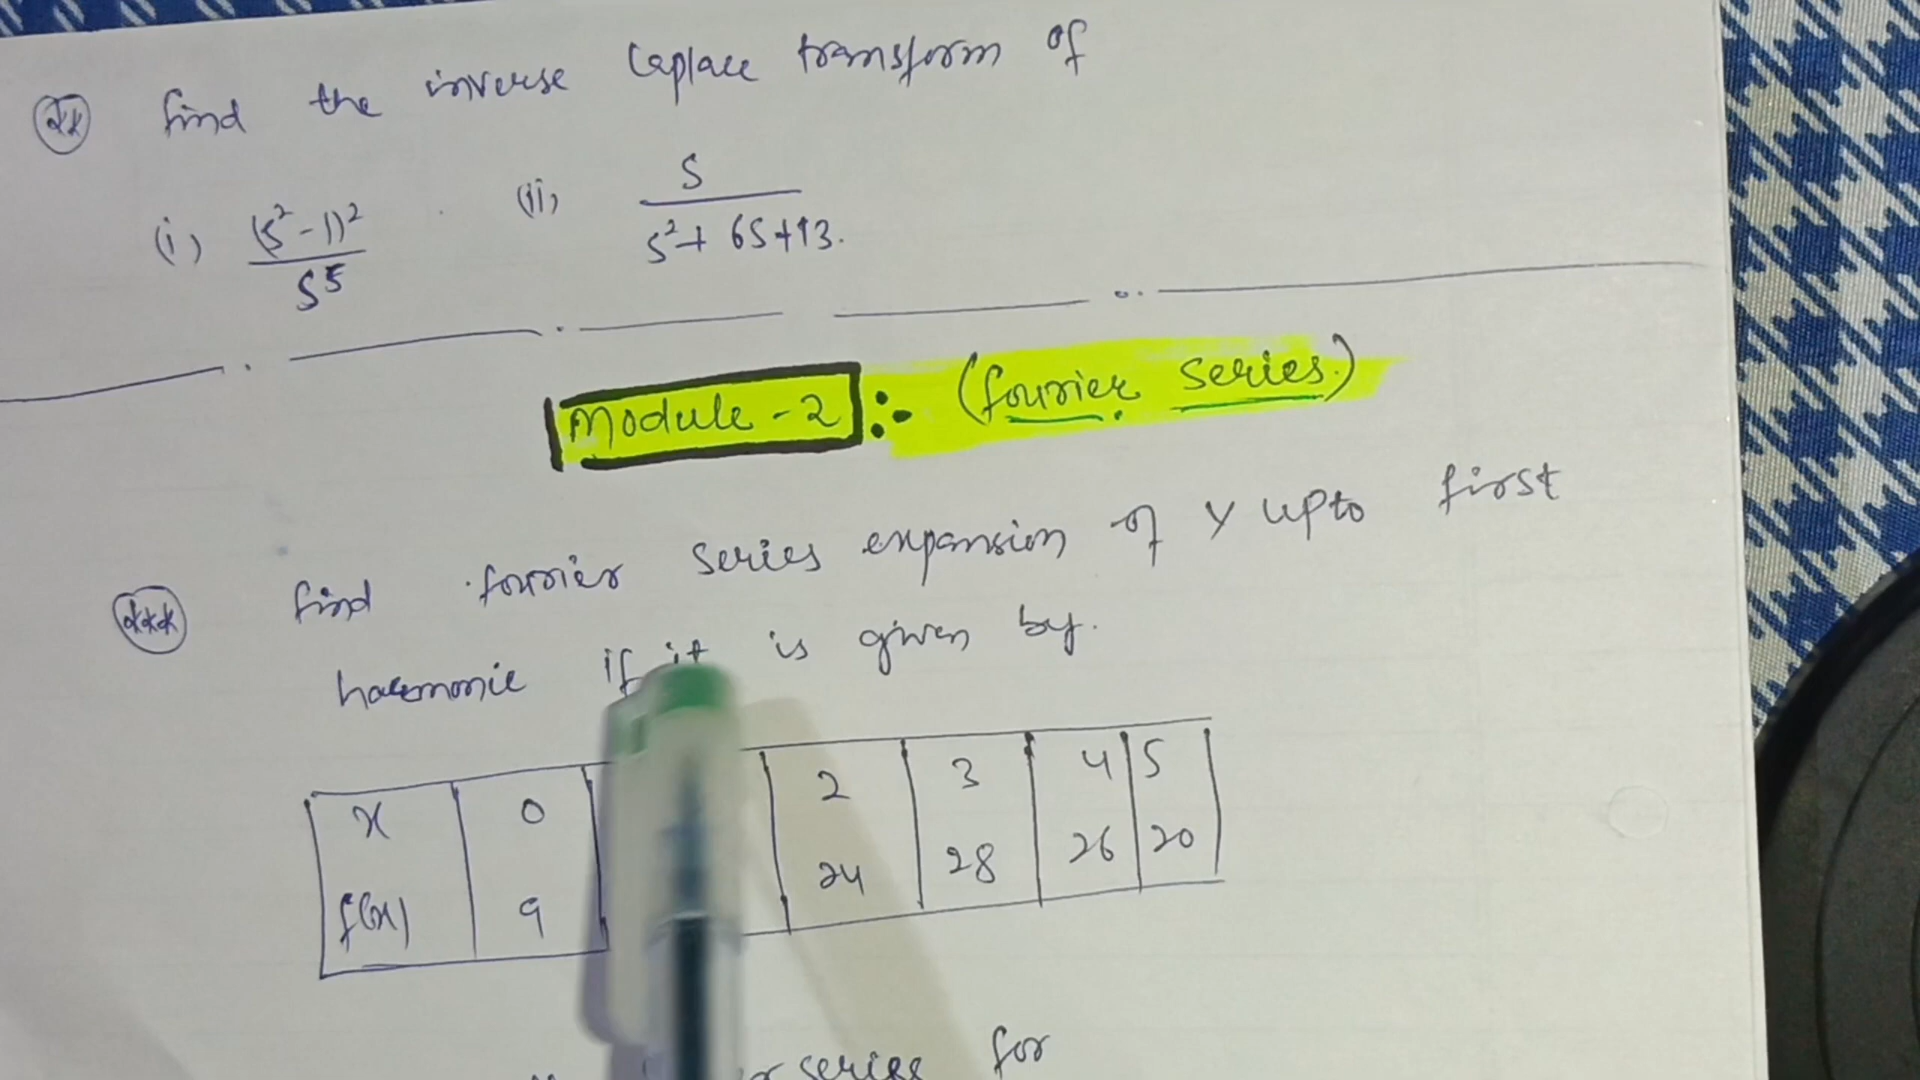 ** find the inverse Laplace transform of
(i) (s²-1)²/s⁵ (ii) s/s²+6s+13.
Module-2 :- (fourier series.)
*** find fourier series expansion of y upto first
harmonic if it is given by.
x 0 2 3 4 5
f(x) 9 24 28 26 20
series for